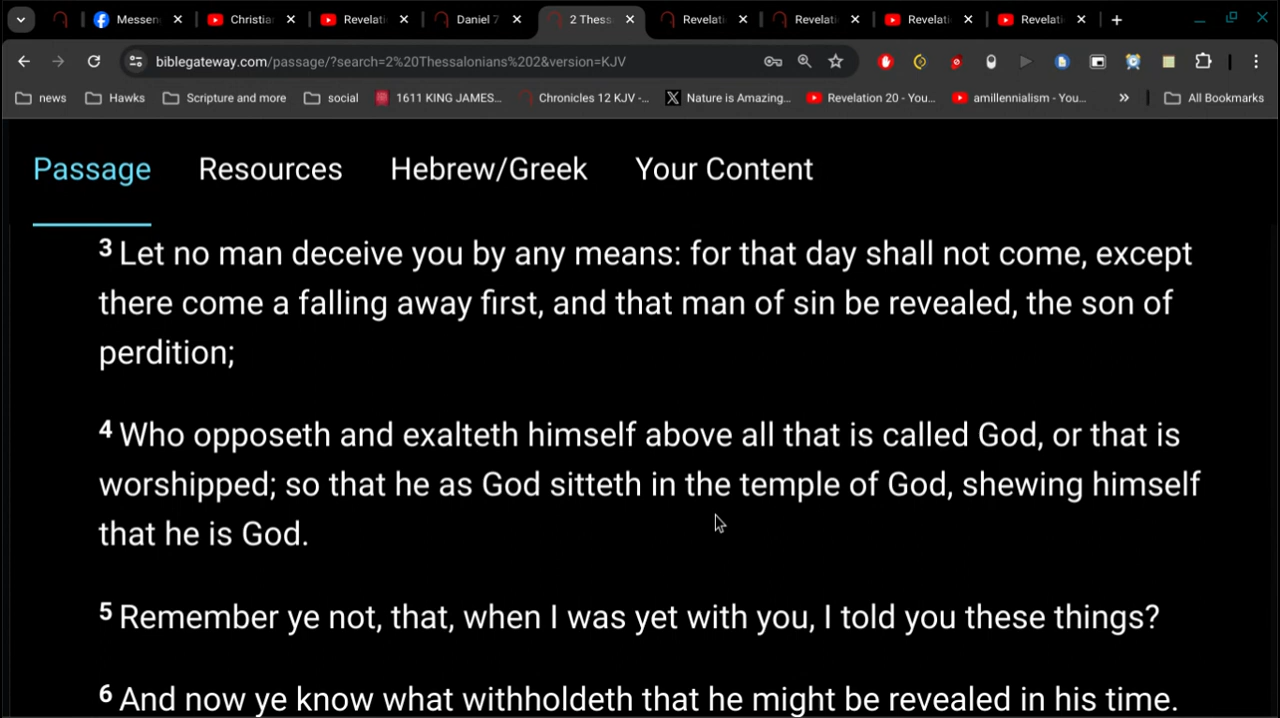 Messen
Christia
Revelati
Daniel 7
2 Thess
Revelati
Revelati
Revelati
Revelati
biblegateway.com/passage/?search=2%20Thessalonians%202&version=KJV
news
Hawks
Scripture and more
social
1611 KING JAMES...
Chronicles 12 KJV -...
Nature is Amazing...
Revelation 20 - You...
amillennialism - You...
All Bookmarks
Passage Resources Hebrew/Greek Your Content
3 Let no man deceive you by any means: for that day shall not come, except
there come a falling away first, and that man of sin be revealed, the son of
perdition;
4 Who opposeth and exalteth himself above all that is called God, or that is
worshipped; so that he as God sitteth in the temple of God, shewing himself
that he is God.
5 Remember ye not, that, when I was yet with you, I told you these things?
6 And now ye know what withholdeth that he might be revealed in his time.